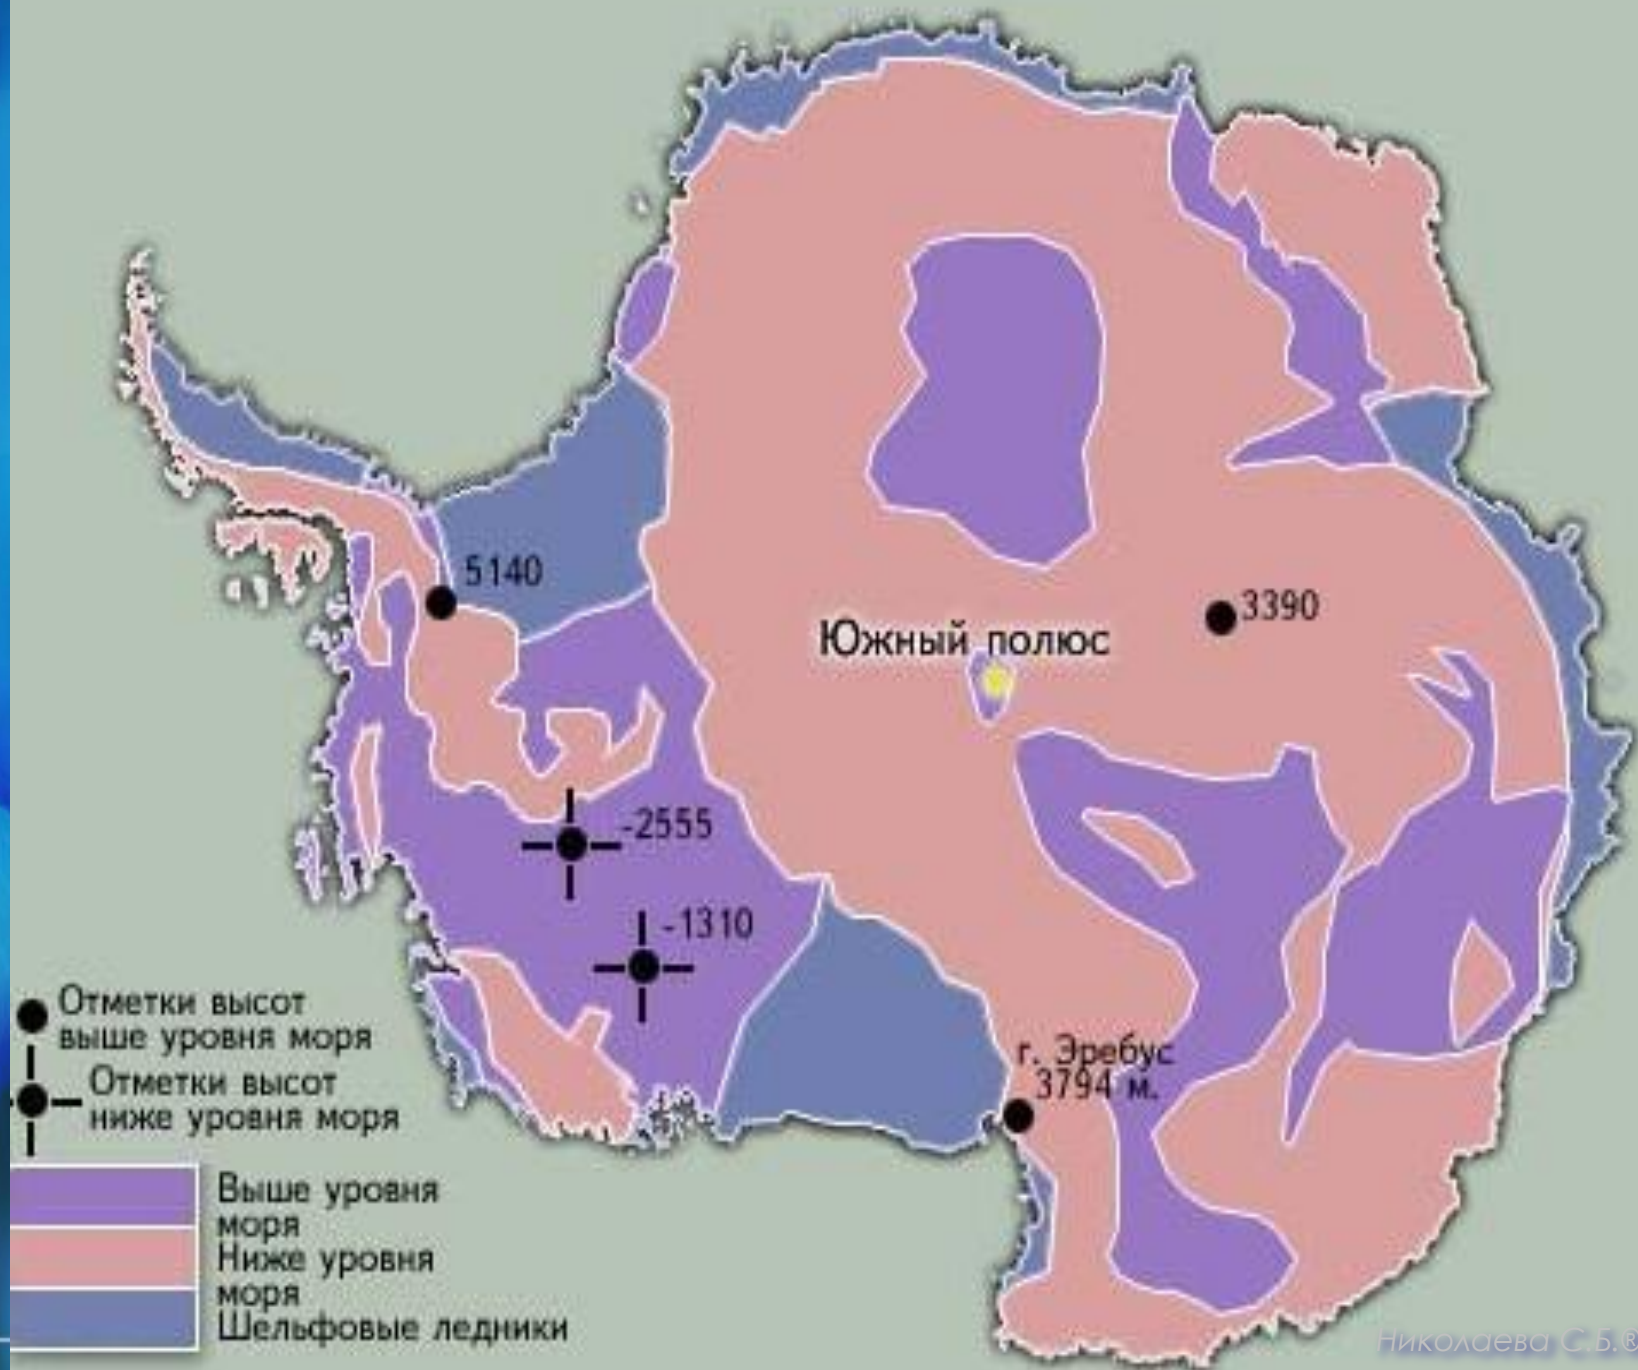 5140
3390
Южный полюс
-2555
-1310
г. Эребус
3794 м.
Отметки высот
выше уровня моря
Отметки высот
ниже уровня моря
Выше уровня
моря
Ниже уровня
моря
Шельфовые ледники
Николаева С.Б.®